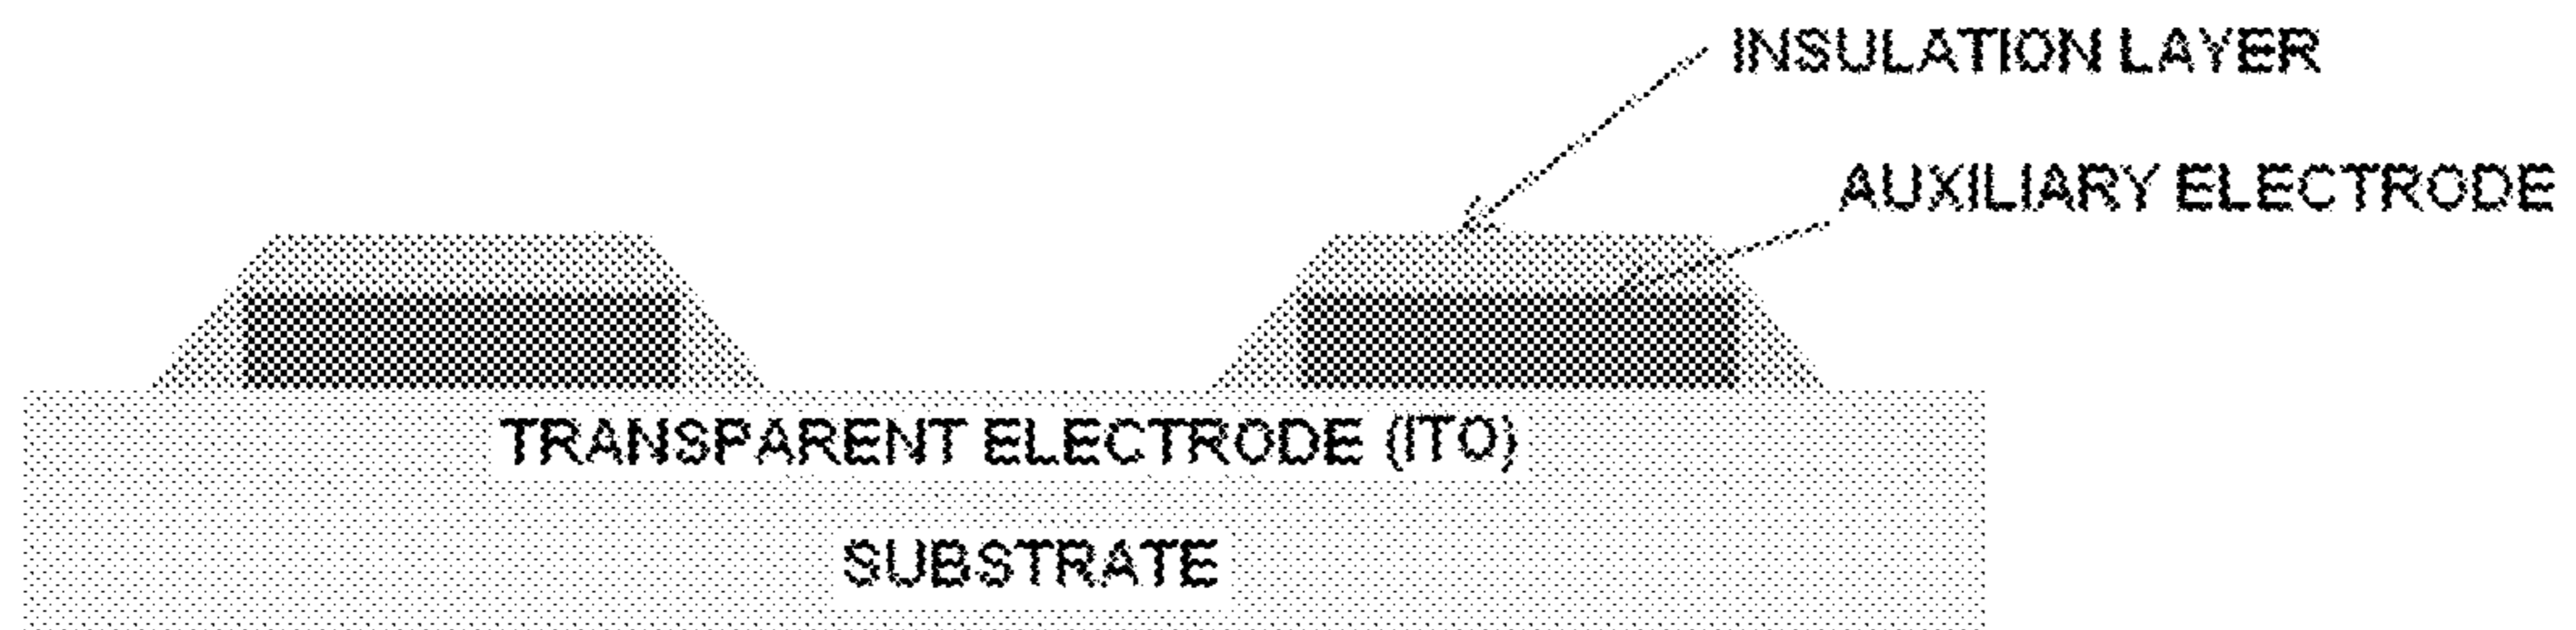 INSULATION LAYER
AUXILIARY ELECTRODE
TRANSPARENT ELECTRODE (ITO)
SUBSTRATE